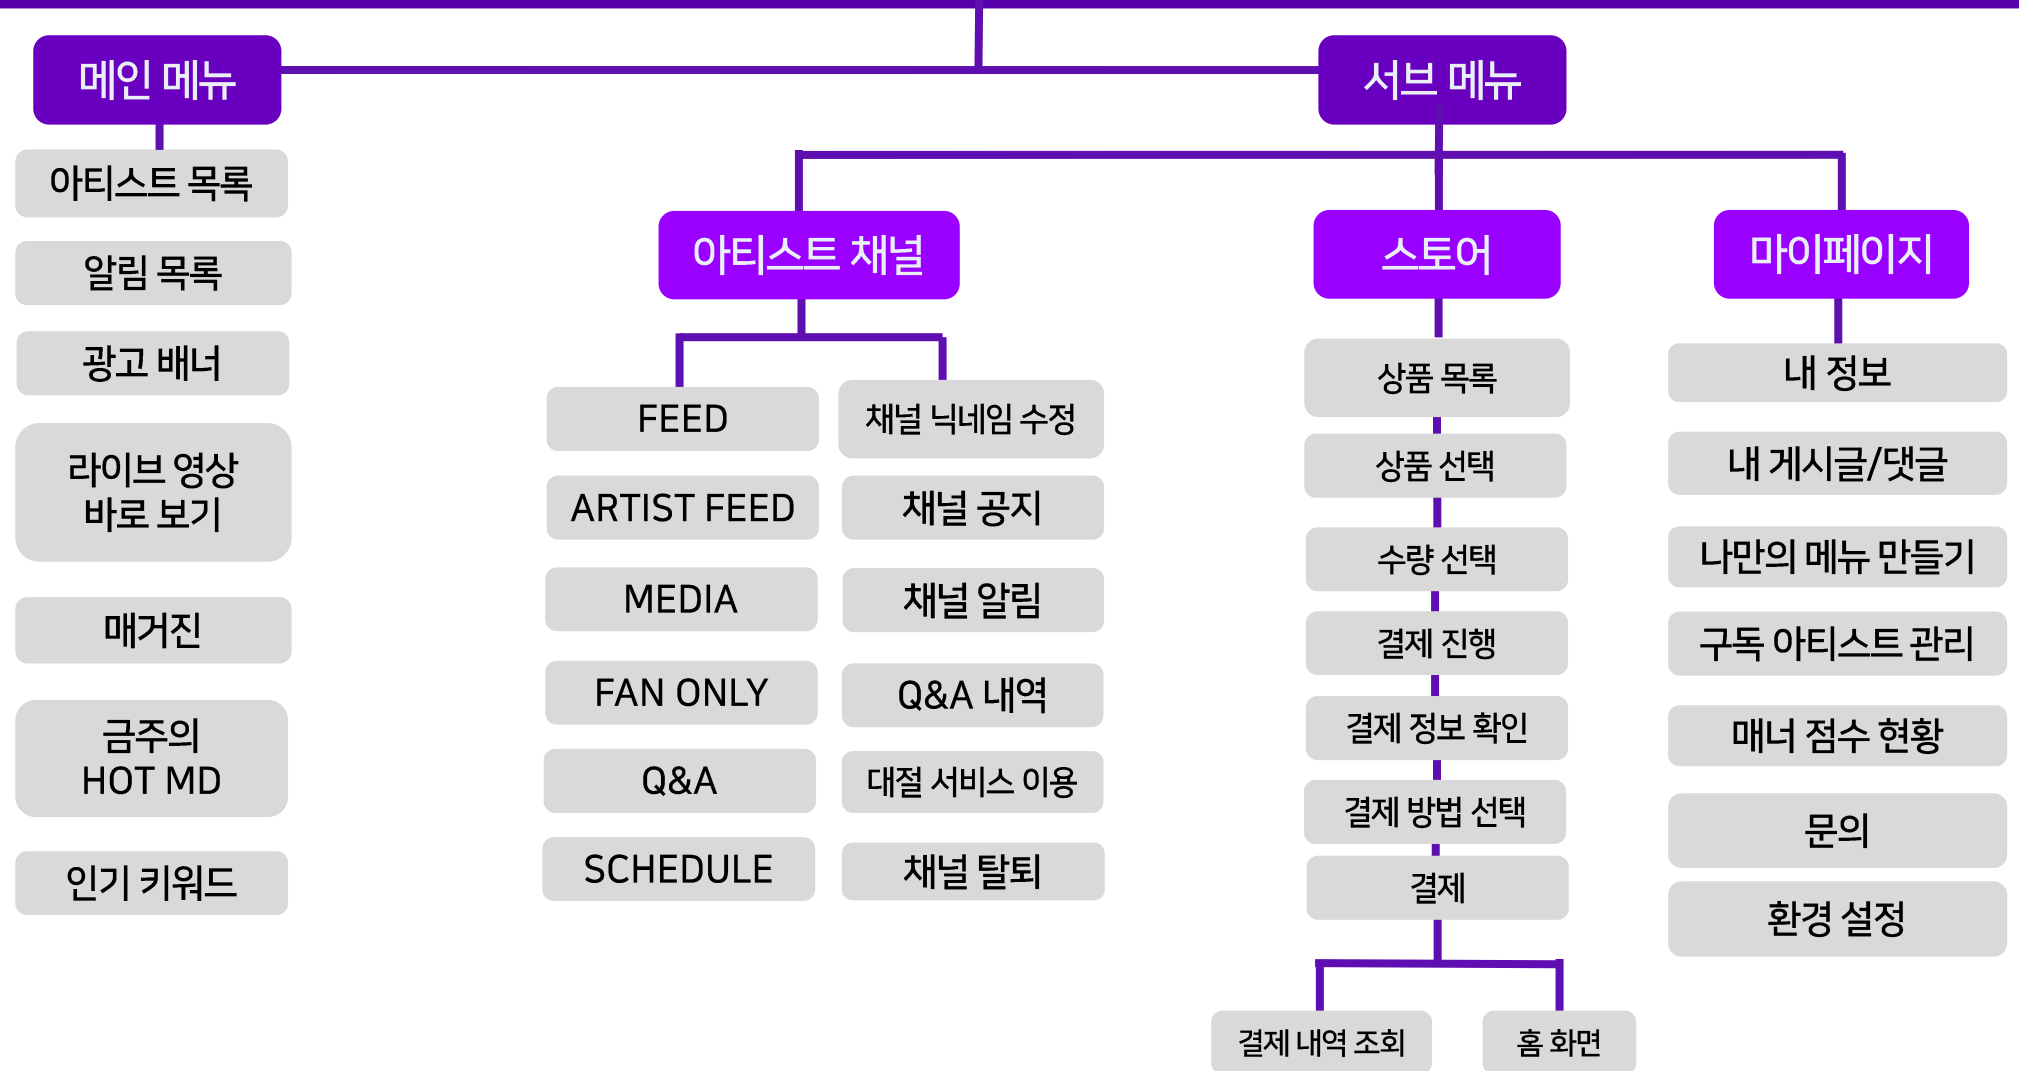 메인 메뉴
아티스트 목록
알림 목록
광고 배너
라이브 영상
바로 보기
매거진
금주의
HOT MD
인기 키워드
서브 메뉴
아티스트 채널
FEED
ARTIST FEED
MEDIA
FAN ONLY
Q&A
SCHEDULE
채널 닉네임 수정
채널 공지
채널 알림
Q&A 내역
대절 서비스 이용
채널 탈퇴
스토어
상품 목록
상품 선택
수량 선택
결제 진행
결제 정보 확인
결제 방법 선택
결제
결제 내역 조회
홈 화면
마이페이지
내 정보
내 게시글/댓글
나만의 메뉴 만들기
구독 아티스트 관리
매너 점수 현황
문의
환경 설정